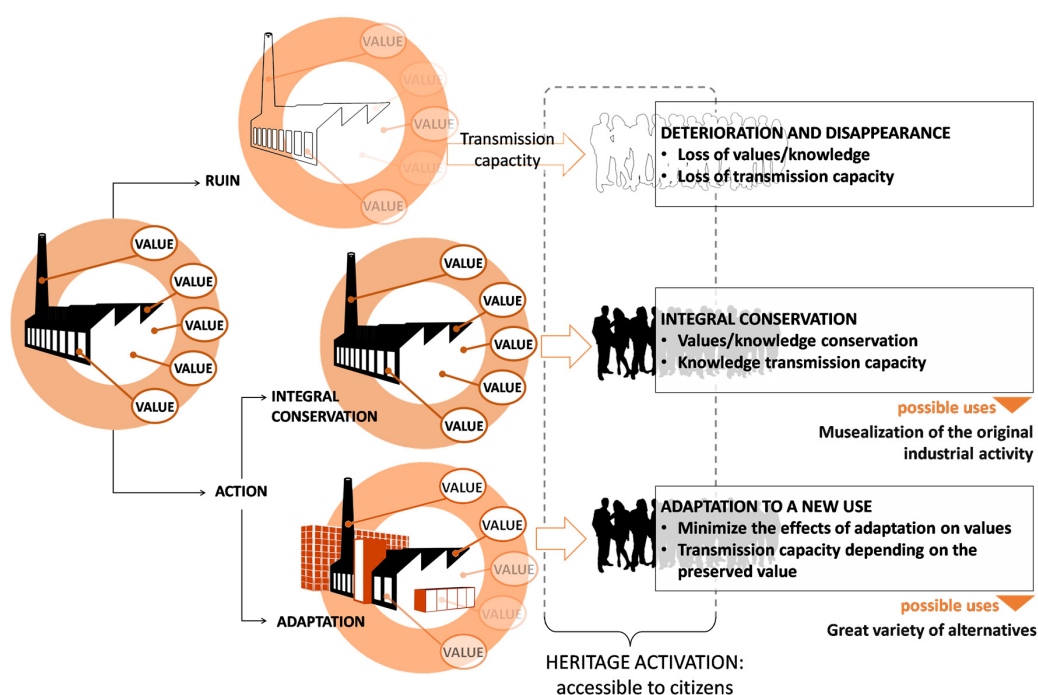 VALUE
VALUE
VALUE
VALUE
VALUE
RUIN
Transmission
capactity
DETERIORATION AND DISAPPEARANCE
• Loss of values/knowledge
• Loss of transmission capacity
VALUE
VALUE
VALUE
VALUE
VALUE
VALUE
VALUE
VALUE
VALUE
VALUE
INTEGRAL
CONSERVATION
INTEGRAL CONSERVATION
• Values/knowledge conservation
• Knowledge transmission capacity
possible uses
Musealization of the original
industrial activity
ACTION
VALUE
VALUE
VALUE
VALUE
VALUE
ADAPTATION
ADAPTATION TO A NEW USE
• Minimize the effects of adaptation on values
• Transmission capacity depending on the
preserved value
possible uses
Great variety of alternatives
HERITAGE ACTIVATION:
accessible to citizens